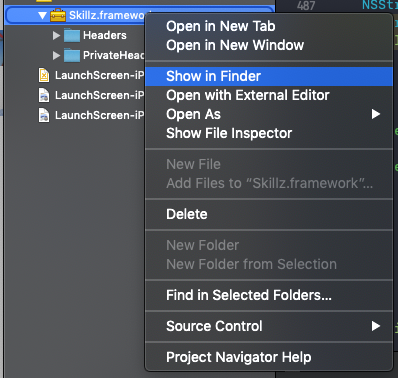 Skillz.framework
Headers
PrivateHead
LaunchScreen-iP
LaunchScreen-iP
LaunchScreen-iP
487
NSStr
Open in New Tab
Open in New Window
Show in Finder
Open with External Editor
Open As
Show File Inspector
New File
Add Files to “Skillz.framework”...
Delete
New Folder
New Folder from Selection
Find in Selected Folders...
Source Control
Project Navigator Help